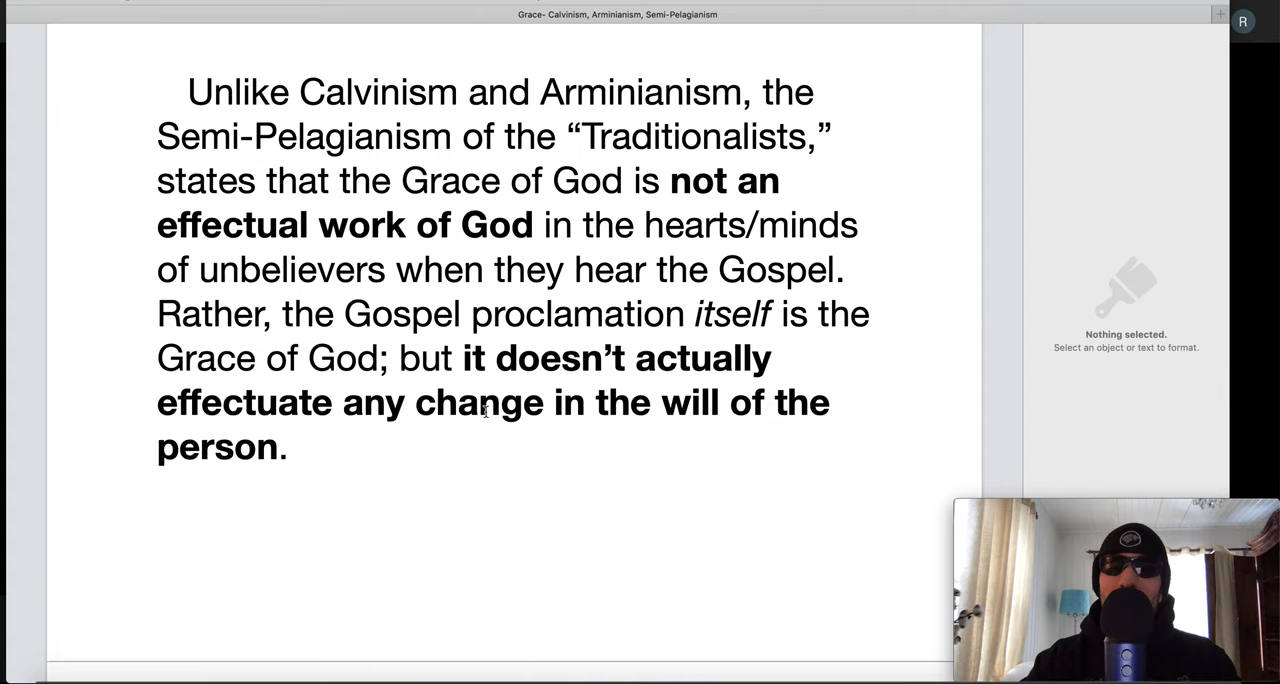 Grace- Calvinism, Arminianism, Semi-Pelagianism
R
Unlike Calvinism and Arminianism, the
Semi-Pelagianism of the “Traditionalists,”
states that the Grace of God is not an
effectual work of God in the hearts/minds
of unbelievers when they hear the Gospel.
Rather, the Gospel proclamation itself is the
Grace of God; but it doesn’t actually
effectuate any change in the will of the
person.
Nothing selected.
Select an object or text to format.